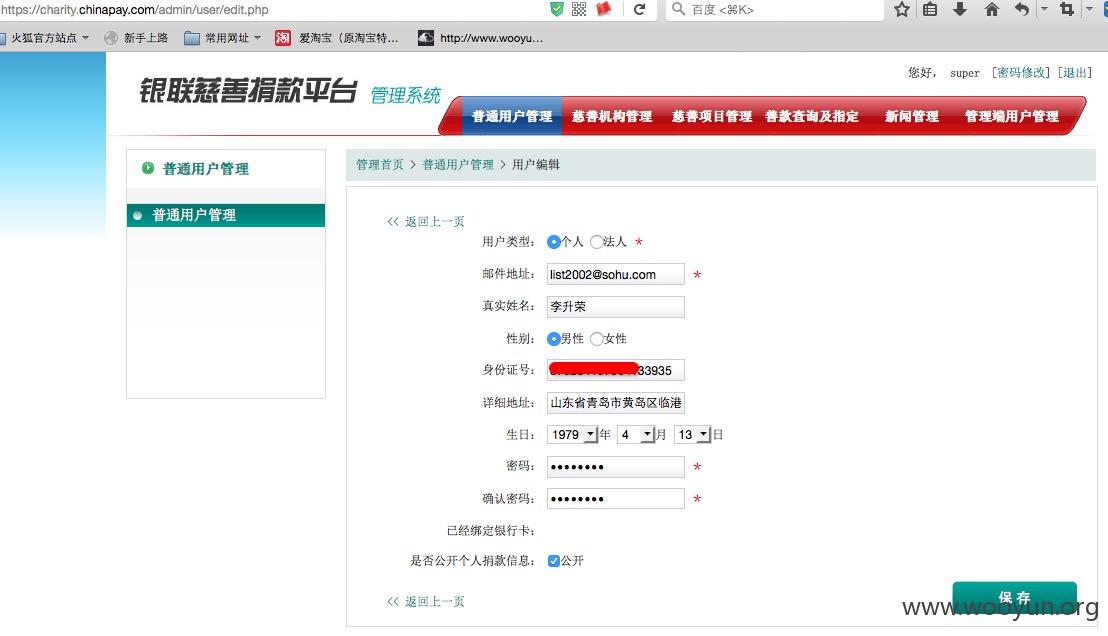 https://charity.chinapay.com/admin/user/edit.php
百度 <⌘K>
火狐官方站点 新手上路 常用网址 淘 爱淘宝（原淘宝特... http://www.wooyu...
您好， super [密码修改] [退出]
银联慈善捐款平台 管理系统
普通用户管理 慈善机构管理 慈善项目管理 善款查询及指定 新闻管理 管理端用户管理
普通用户管理
普通用户管理
管理首页 > 普通用户管理 > 用户编辑
<< 返回上一页
用户类型: 个人 法人 *
邮件地址: list2002@sohu.com *
真实姓名: 李升荣
性别: 男性 女性
身份证号: 33935
详细地址: 山东省青岛市黄岛区临港
生日: 1979 年 4 月 13 日
密码: •••••••• *
确认密码: •••••••• *
已经绑定银行卡:
是否公开个人捐款信息: 公开
<< 返回上一页
保存
www.wooyun.org